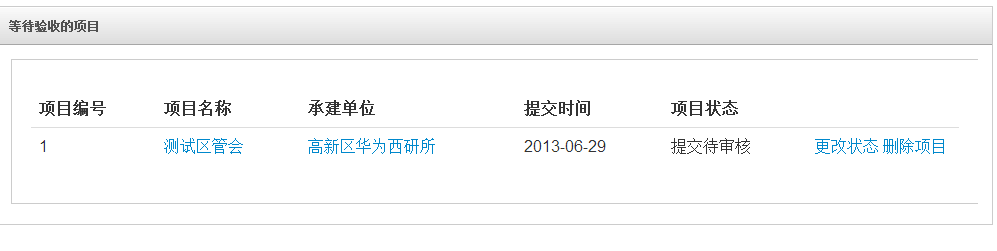 等待验收的项目
项目编号 项目名称 承建单位 提交时间 项目状态
1 测试区管会 高新区华为西研所 2013-06-29 提交待审核 更改状态 删除项目